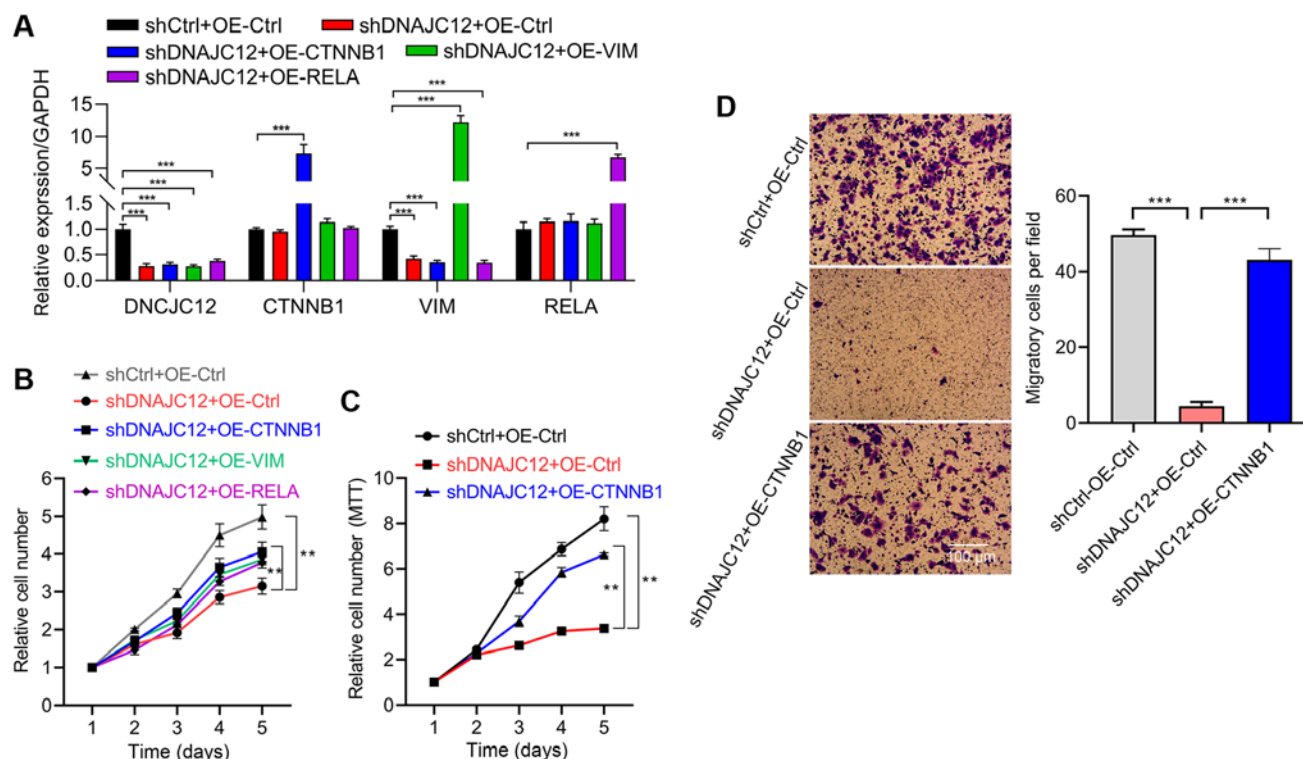 A
shCtrl+OE-Ctrl shDNAJC12+OE-Ctrl
shDNAJC12+OE-CTNNB1 shDNAJC12+OE-VIM
shDNAJC12+OE-RELA
Relative exprssion/GAPDH
15
10
5
1.5
1.0
0.5
0.0
*** *** *** ***
***
*** *** *** ***
***
DNCJC12 CTNNB1 VIM RELA
B
shCtrl+OE-Ctrl
shDNAJC12+OE-Ctrl
shDNAJC12+OE-CTNNB1
shDNAJC12+OE-VIM
shDNAJC12+OE-RELA
Relative cell number
6
5
4
3
2
1
0
** **
1 2 3 4 5
Time (days)
C
shCtrl+OE-Ctrl
shDNAJC12+OE-Ctrl
shDNAJC12+OE-CTNNB1
Relative cell number (MTT)
10
8
6
4
2
0
** **
1 2 3 4 5
Time (days)
D
shCtrl+OE-Ctrl
shDNAJC12+OE-Ctrl
shDNAJC12+OE-CTNNB1
100 μm
Migratory cells per field
60
40
20
0
*** ***
shCtrl-OE-Ctrl
shDNAJC12+OE-Ctrl
shDNAJC12+OE-CTNNB1